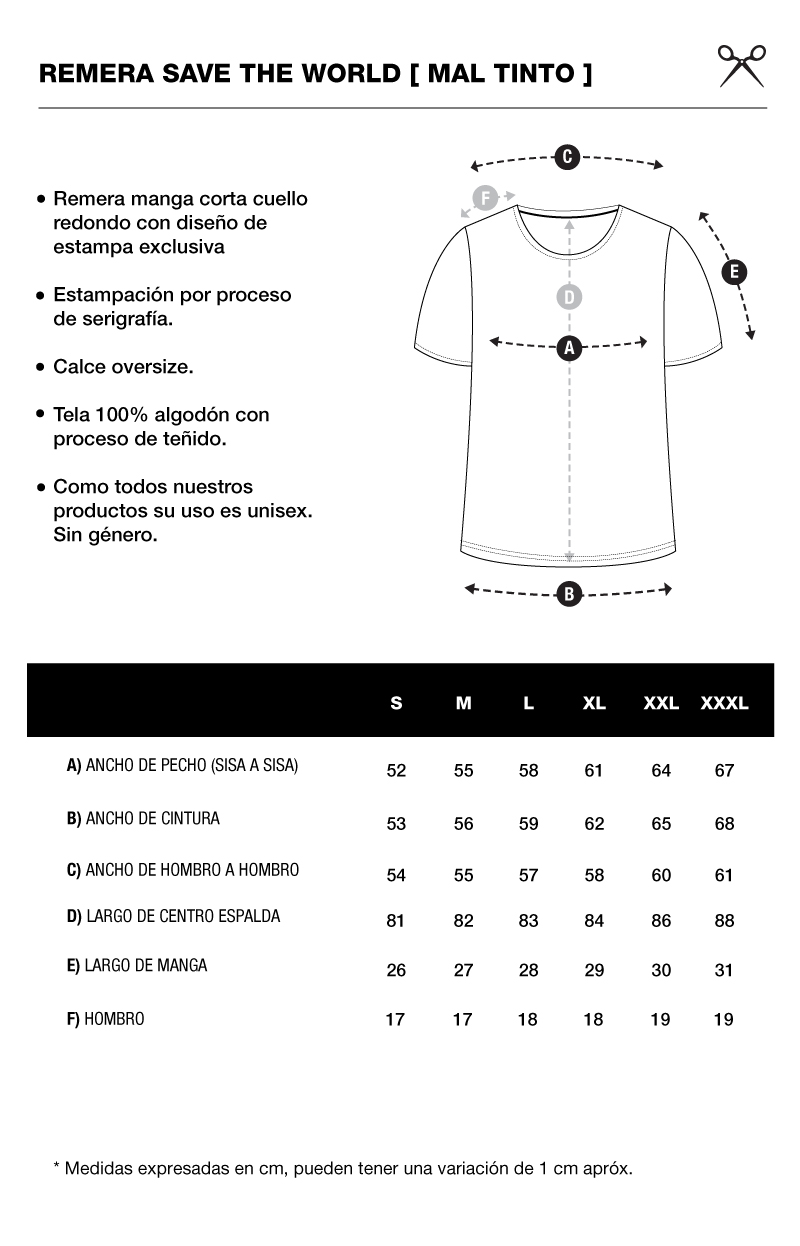 REMERA SAVE THE WORLD [ MAL TINTO ]
• Remera manga corta cuello
redondo con diseño de
estampa exclusiva
• Estampación por proceso
de serigrafía.
• Calce oversize.
• Tela 100% algodón con
proceso de teñido.
• Como todos nuestros
productos su uso es unisex.
Sin género.
C
F
E
D
A
B
S M L XL XXL XXXL
A) ANCHO DE PECHO (SISA A SISA) 52 55 58 61 64 67
B) ANCHO DE CINTURA 53 56 59 62 65 68
C) ANCHO DE HOMBRO A HOMBRO 54 55 57 58 60 61
D) LARGO DE CENTRO ESPALDA 81 82 83 84 86 88
E) LARGO DE MANGA 26 27 28 29 30 31
F) HOMBRO 17 17 18 18 19 19
* Medidas expresadas en cm, pueden tener una variación de 1 cm apróx.